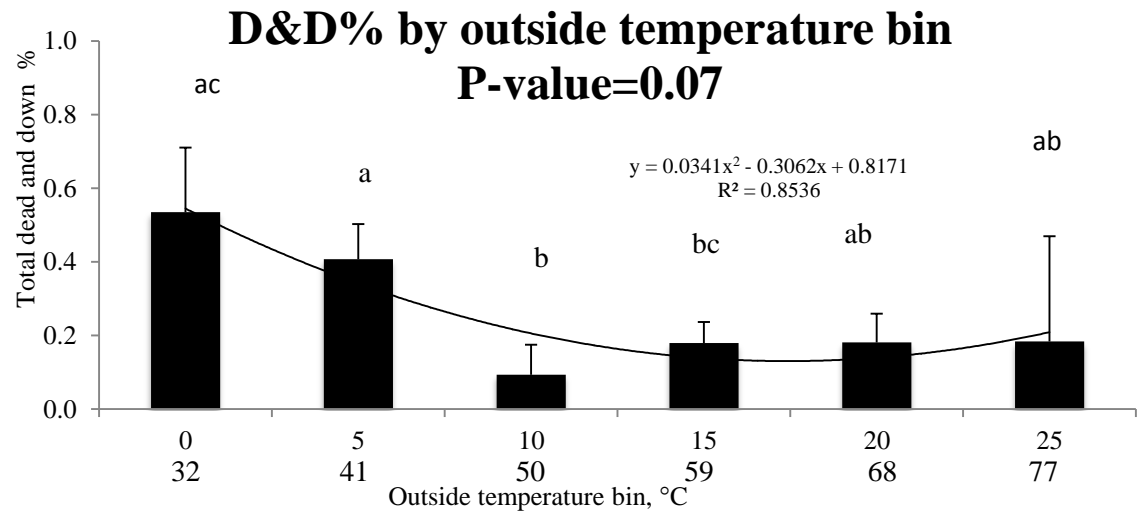 D&D% by outside temperature bin
P-value=0.07
Total dead and down %
1.0
0.8
0.6
0.4
0.2
0.0
ac
a
b
bc
ab
ab
y = 0.0341x² - 0.3062x + 0.8171
R² = 0.8536
0 5 10 15 20 25
32 41 50 59 68 77
Outside temperature bin, °C